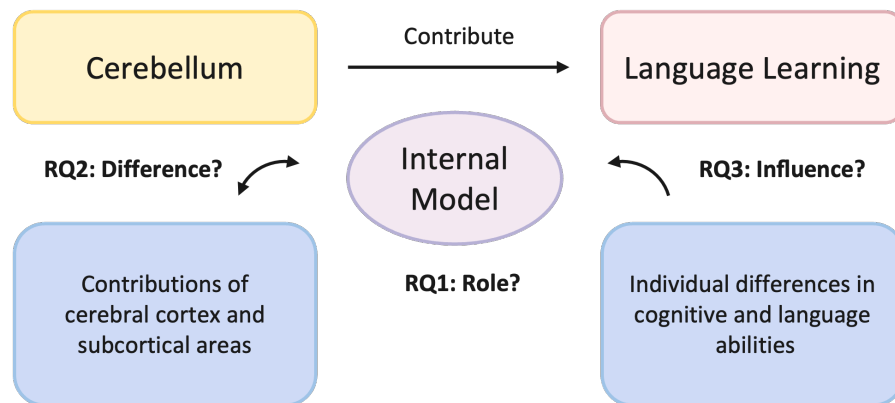 Cerebellum
Contribute
Language Learning
RQ2: Difference?
Internal
Model
RQ3: Influence?
RQ1: Role?
Contributions of
cerebral cortex and
subcortical areas
Individual differences in
cognitive and language
abilities